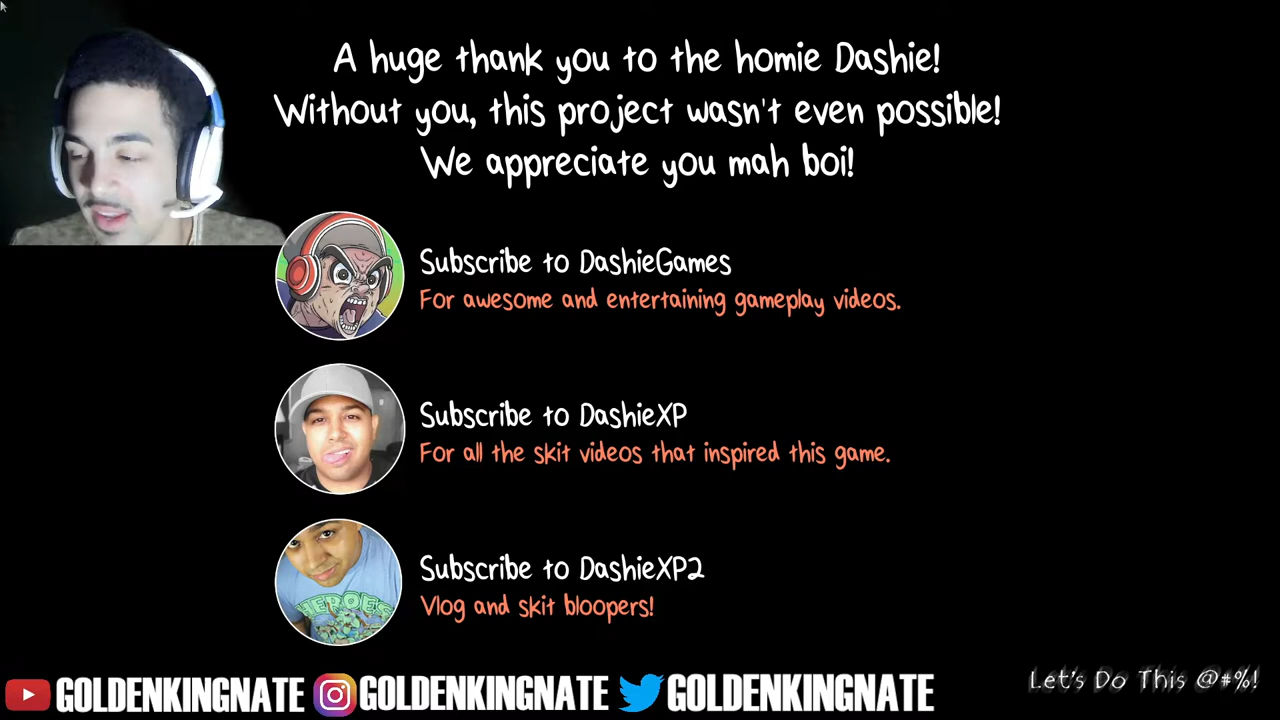 A huge thank you to the homie Dashie!
Without you, this project wasn't even possible!
We appreciate you mah boi!
Subscribe to DashieGames
For awesome and entertaining gameplay videos.
Subscribe to DashieXP
For all the skit videos that inspired this game.
HEROES
Subscribe to DashieXP2
Vlog and skit bloopers!
GOLDENKINGNATE GOLDENKINGNATE GOLDENKINGNATE
Let's Do This @#%!